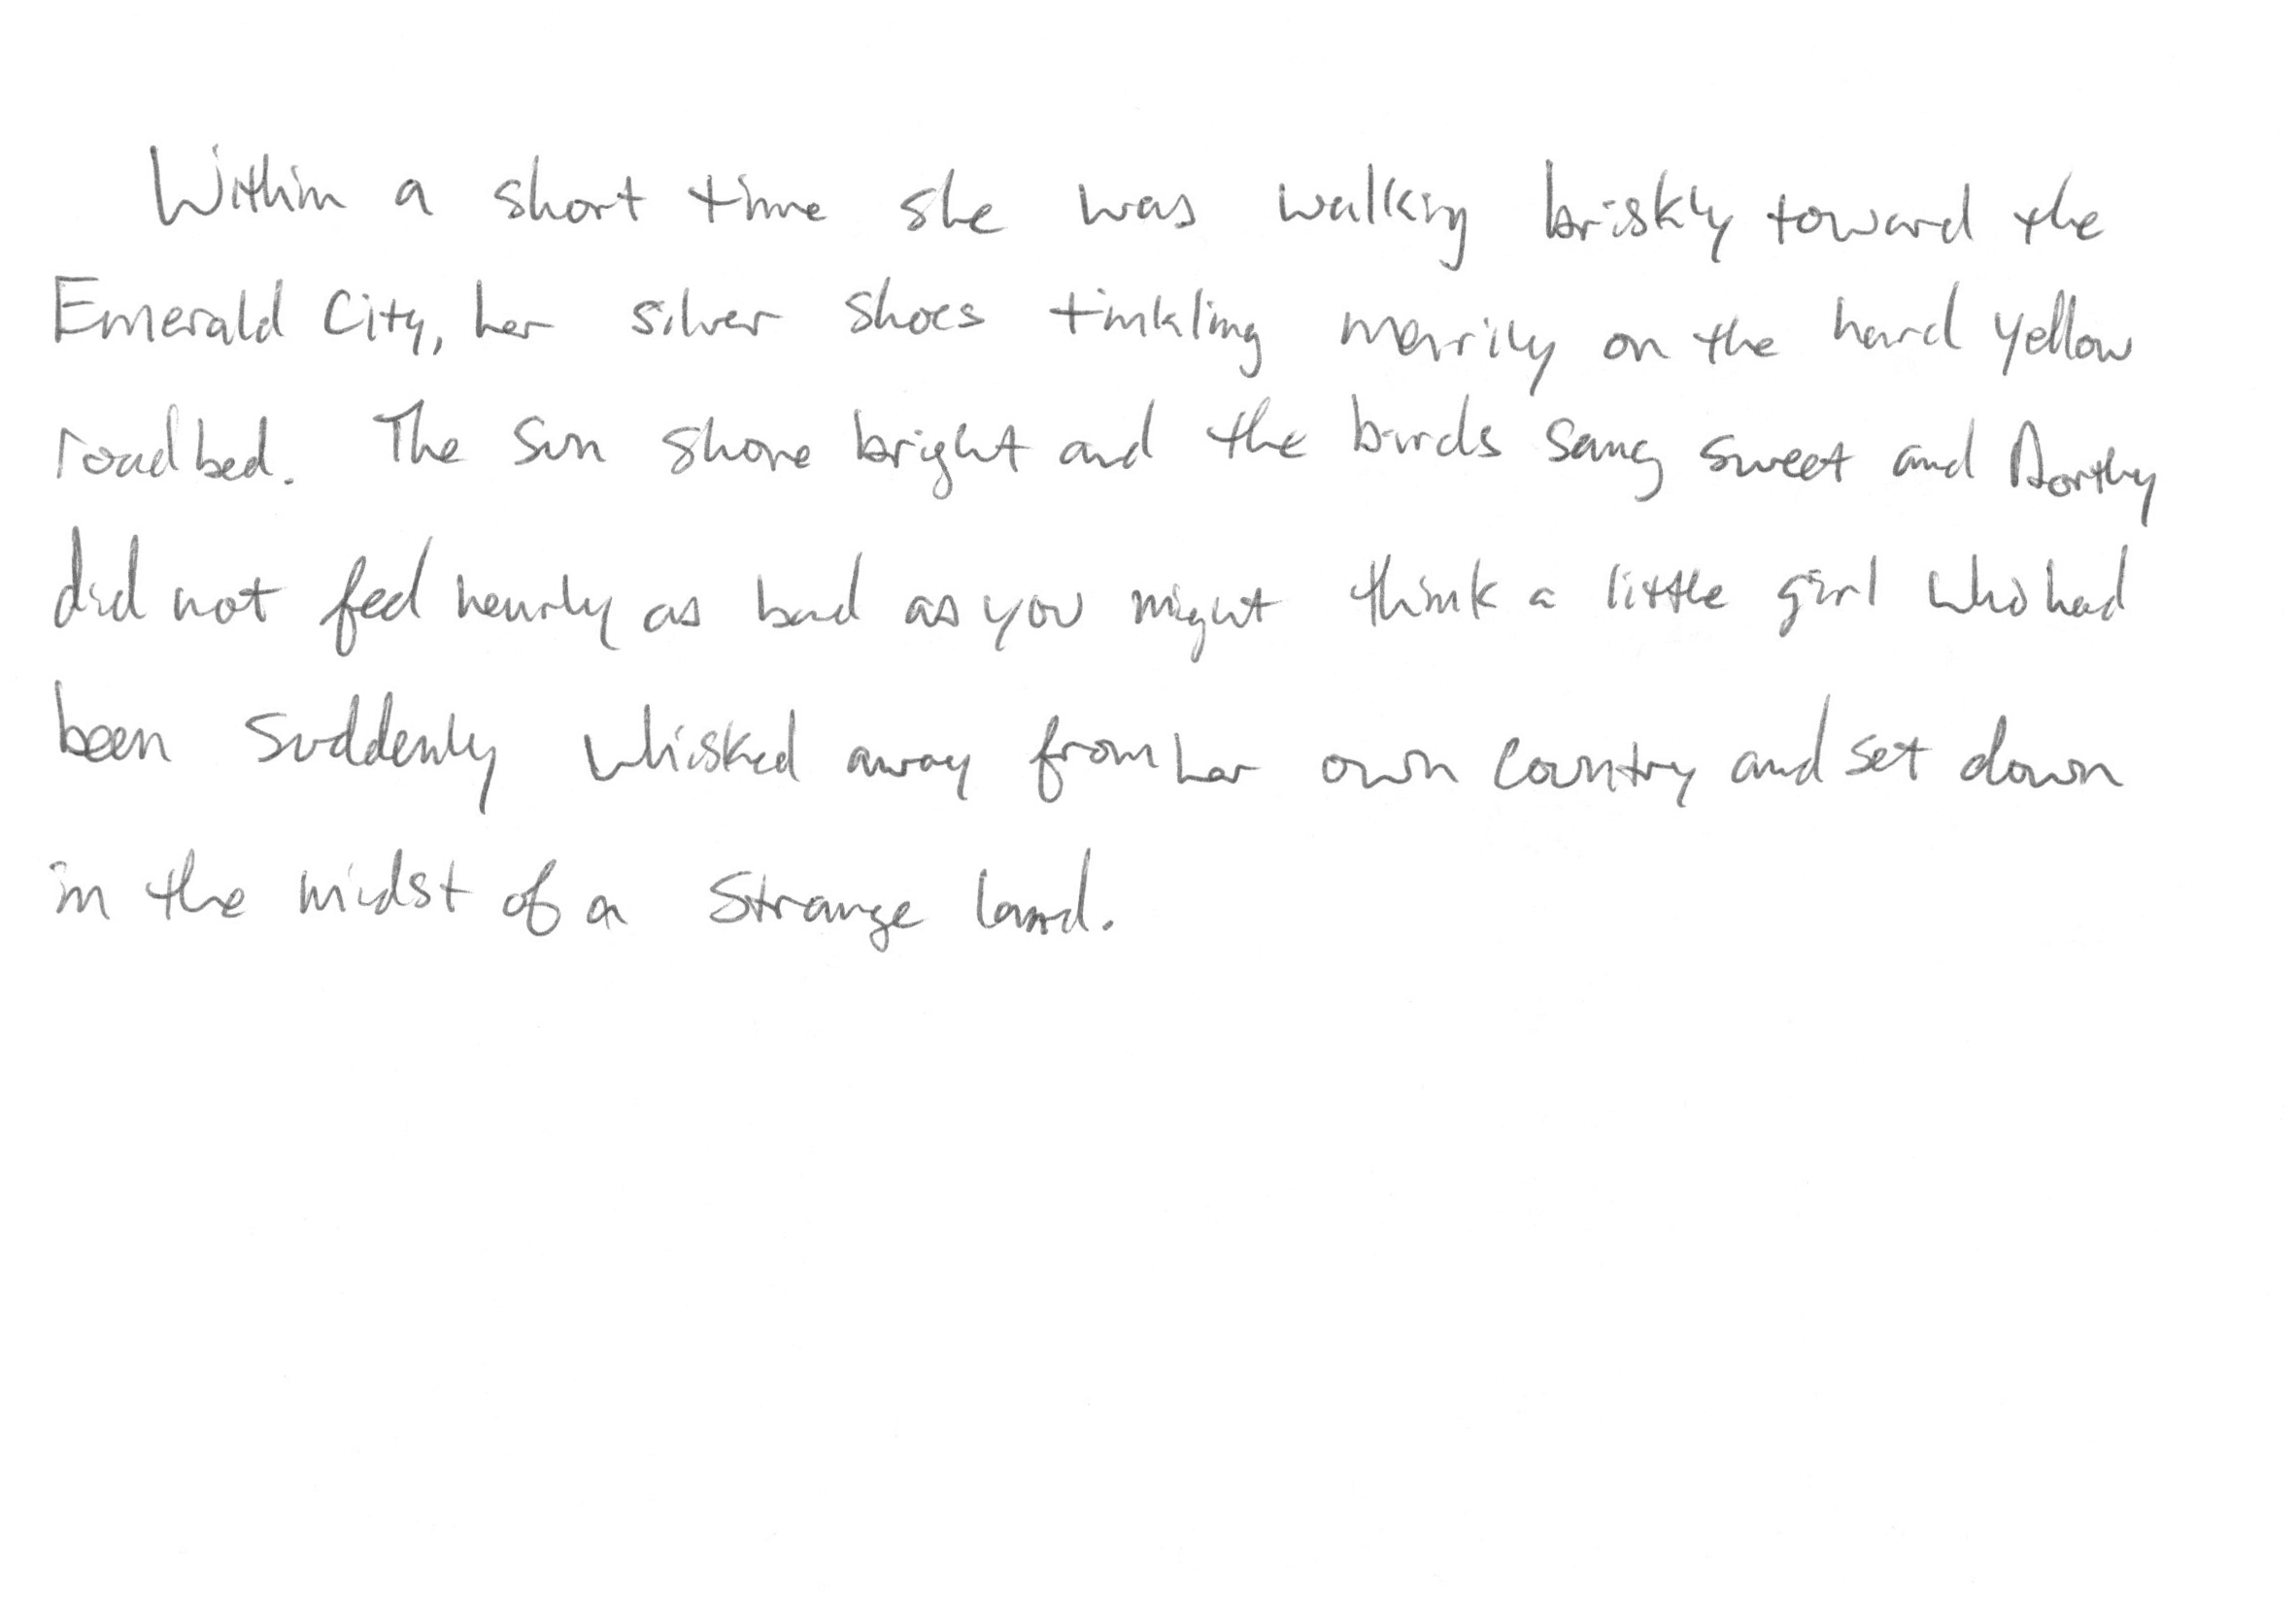 Within a short time she was walking briskly toward the
Emerald City, her silver shoes tinkling merrily on the hard yellow
roadbed. The sun shone bright and the birds sang sweet and Dorthy
did not feel nearly as bad as you might think a little girl who had
been suddenly whisked away from her own country and set down
in the midst of a strange land.